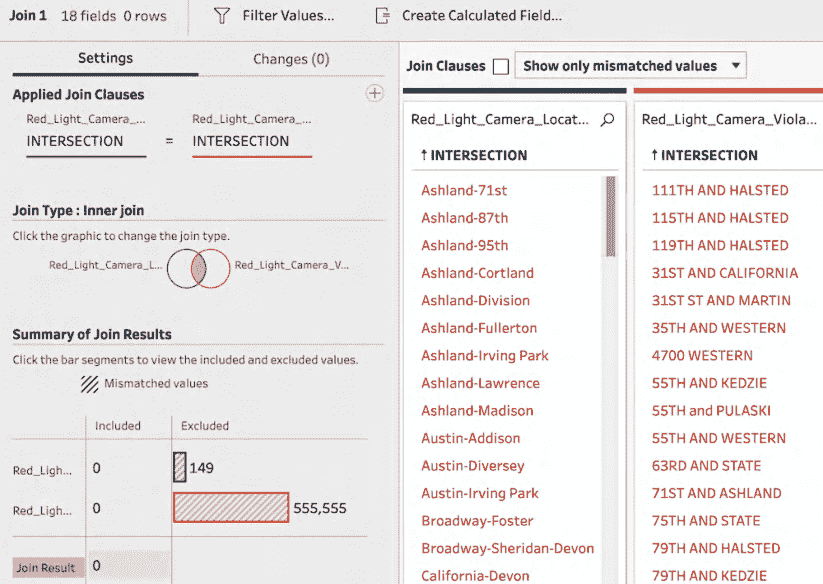 Join 1 18 fields 0 rows Filter Values... Create Calculated Field...
Settings Changes (0)
Applied Join Clauses
Red_Light_Camera_... Red_Light_Camera_...
INTERSECTION = INTERSECTION
Join Type : Inner join
Click the graphic to change the join type.
Red_Light_Camera_L... Red_Light_Camera_V...
Summary of Join Results
Click the bar segments to view the included and excluded values.
Mismatched values
Included Excluded
Red_Ligh... 0 149
Red_Ligh... 0 555,555
Join Result 0
Join Clauses Show only mismatched values
Red_Light_Camera_Locat... Red_Light_Camera_Viola...
INTERSECTION INTERSECTION
Ashland-71st 111TH AND HALSTED
Ashland-87th 115TH AND HALSTED
Ashland-95th 119TH AND HALSTED
Ashland-Cortland 31ST AND CALIFORNIA
Ashland-Division 31ST ST AND MARTIN
Ashland-Fullerton 35TH AND WESTERN
Ashland-Irving Park 4700 WESTERN
Ashland-Lawrence 55TH AND KEDZIE
Ashland-Madison 55TH and PULASKI
Austin-Addison 55TH AND WESTERN
Austin-Diversey 63RD AND STATE
Austin-Irving Park 71ST AND ASHLAND
Broadway-Foster 75TH AND STATE
Broadway-Sheridan-Devon 79TH AND HALSTED
California-Devon 79TH AND KEDZIE